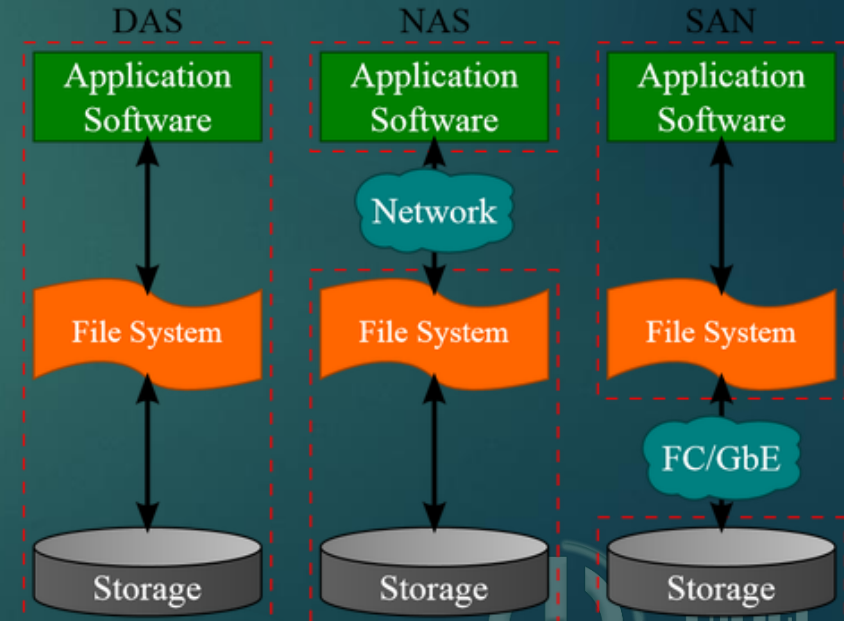 DAS
NAS
SAN
Application
Software
Application
Software
Application
Software
Network
File System
File System
File System
FC/GbE
Storage
Storage
Storage